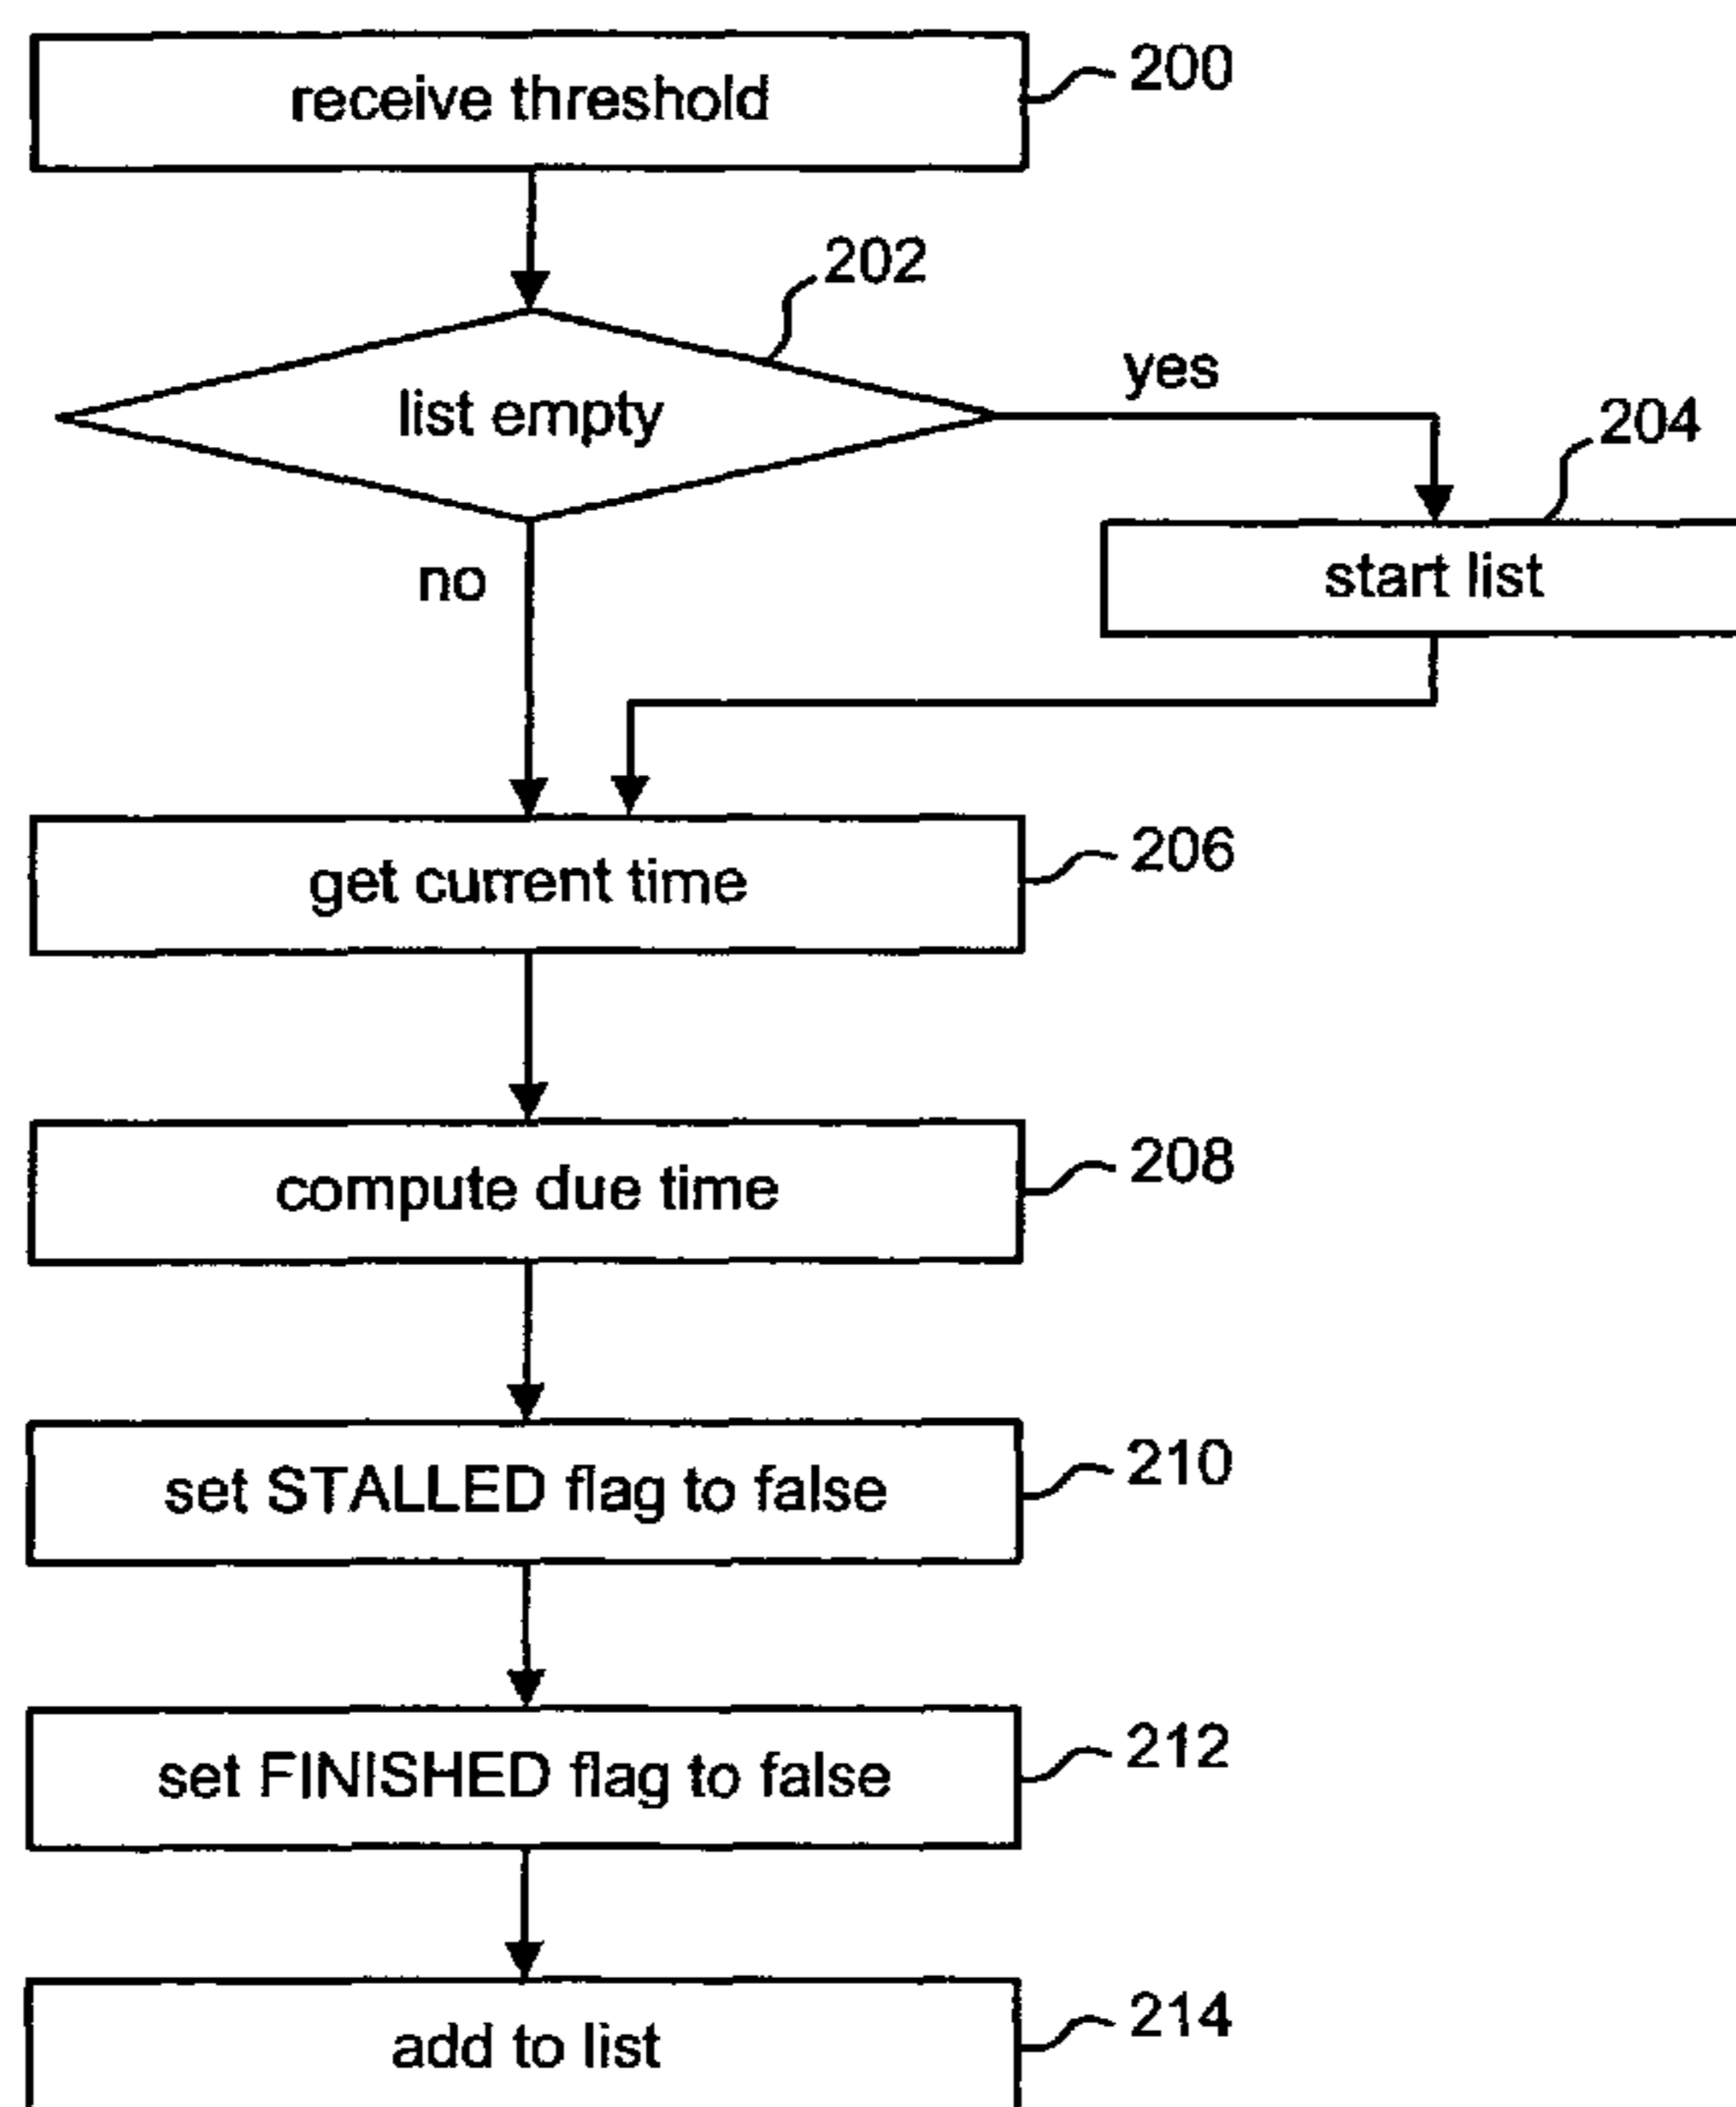 receive threshold
200
202
list empty
yes
204
start list
no
get current time
206
compute due time
208
set STALLED flag to false
210
set FINISHED flag to false
212
add to list
214